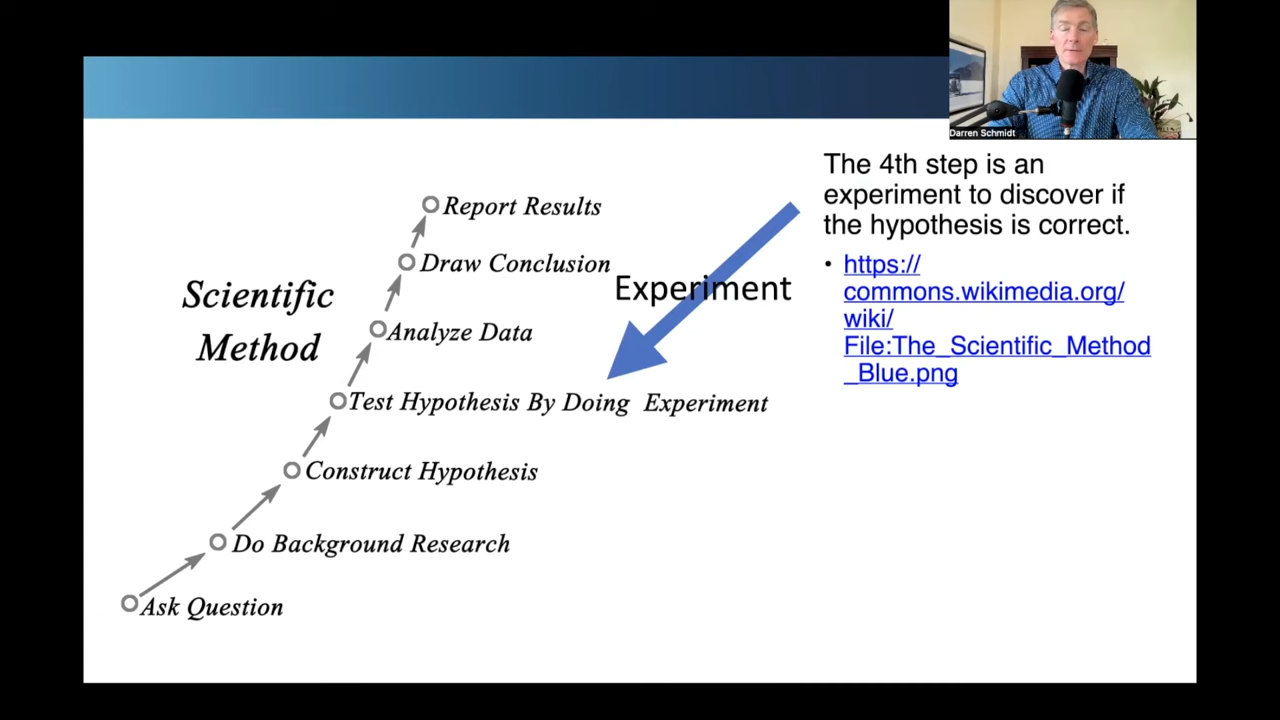 Darren Schmidt
The 4th step is an
experiment to discover if
the hypothesis is correct.
• https://
commons.wikimedia.org/
wiki/
File:The_Scientific_Method
_Blue.png
Scientific
Method
Report Results
Draw Conclusion
Experiment
Analyze Data
Test Hypothesis By Doing Experiment
Construct Hypothesis
Do Background Research
Ask Question